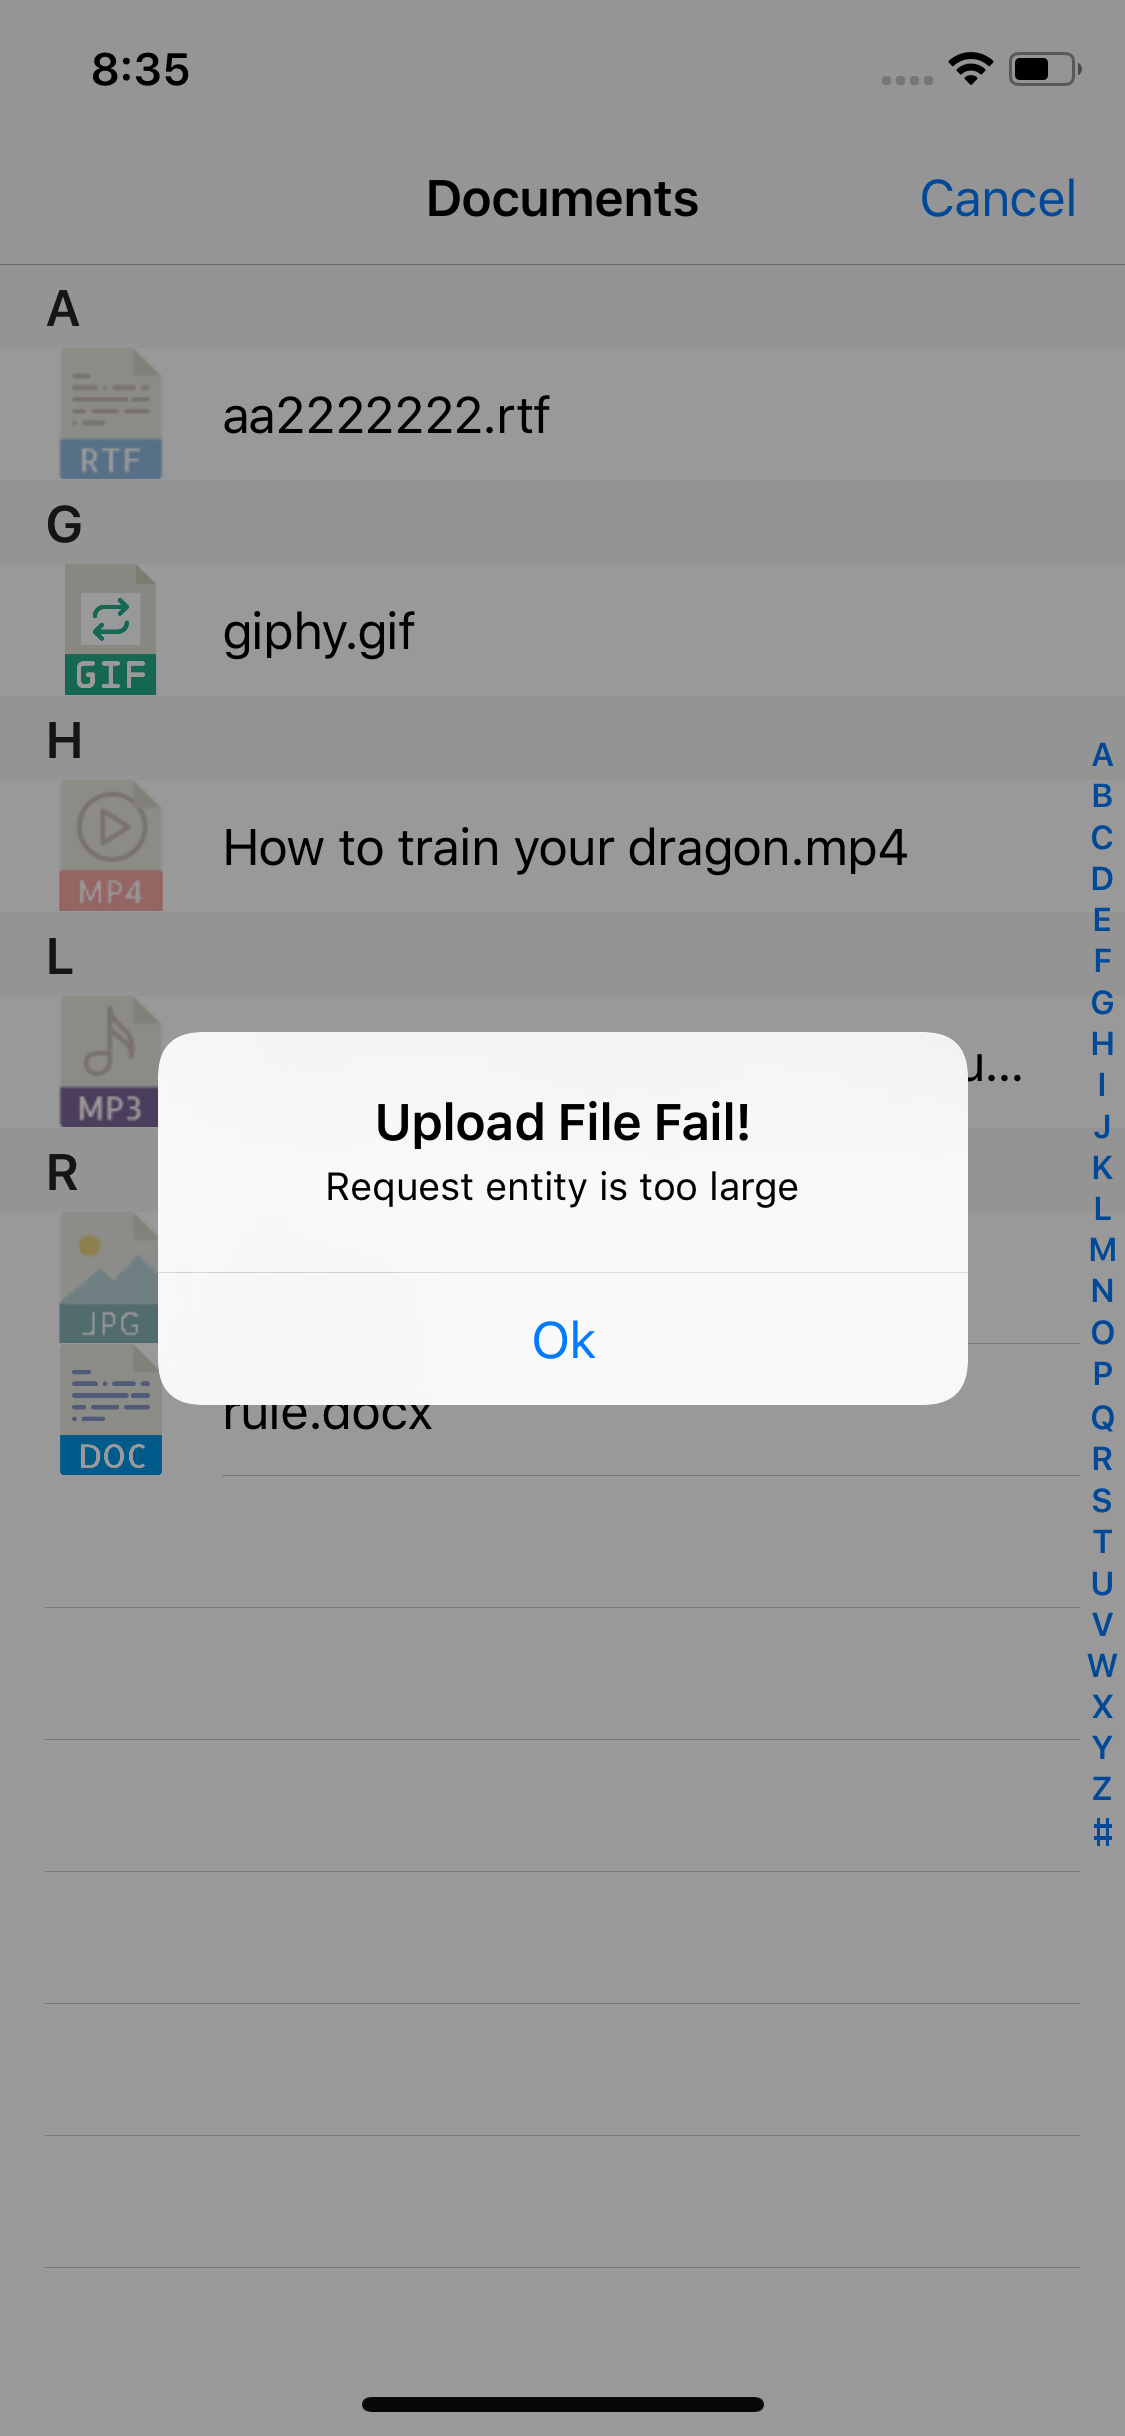 8:35
Documents
Cancel
A
RTF
aa2222222.rtf
G
GIF
giphy.gif
H
MP4
How to train your dragon.mp4
L
MP3
Upload File Fail!
Request entity is too large
Ok
R
JPG
DOC
rule.docx
A
B
C
D
E
F
G
H
I
J
K
L
M
N
O
P
Q
R
S
T
U
V
W
X
Y
Z
#